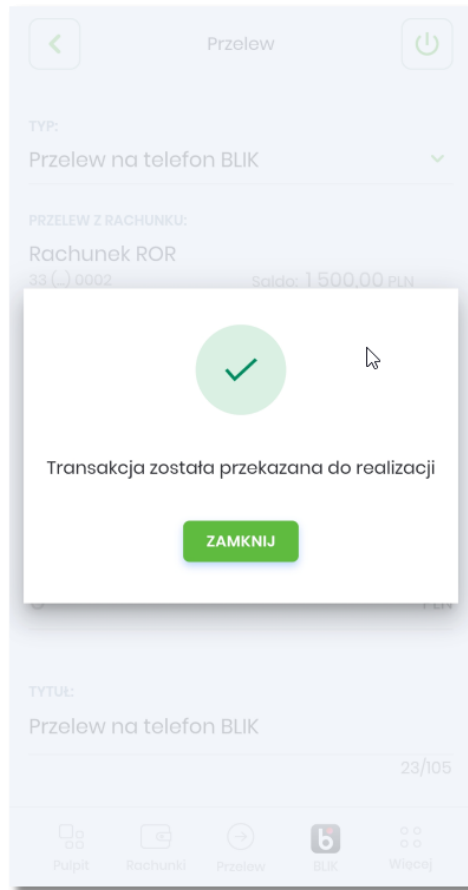 Przelew
TYP:
Przelew na telefon BLIK
PRZELEW Z RACHUNKU:
Rachunek ROR
33 (...) 0002 Saldo: 1 500,00 PLN
Transakcja została przekazana do realizacji
ZAMKNIJ
PLN
TYTUŁ:
Przelew na telefon BLIK
23/105
Pulpit Rachunki Przelew BLIK Więcej